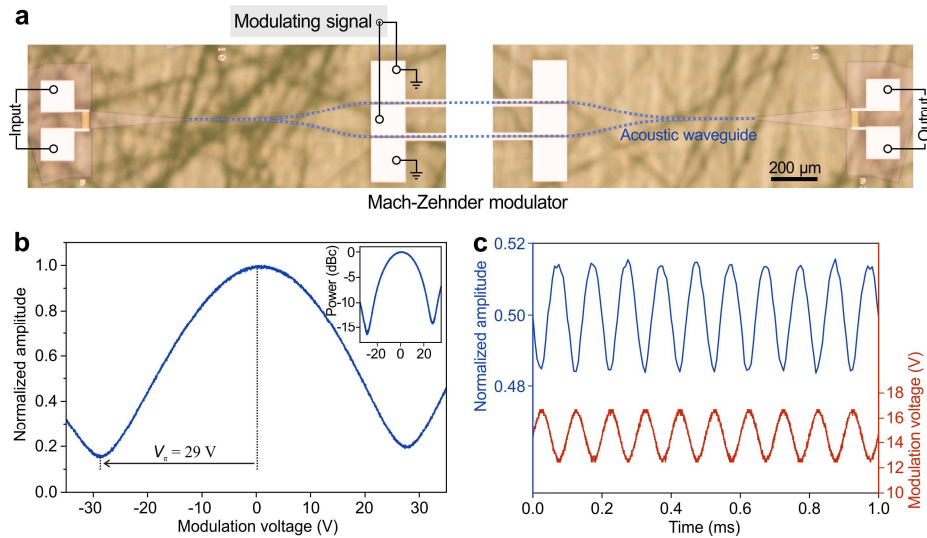 a
Modulating signal
Input
Output
Acoustic waveguide
200 μm
Mach-Zehnder modulator
b
Normalized amplitude
1.0
0.8
0.6
0.4
0.2
0.0
-30
-20
-10
0
10
20
30
Modulation voltage (V)
Vπ = 29 V
Power (dBc)
0
-5
-10
-15
-20
0
20
c
Normalized amplitude
0.52
0.50
0.48
Modulation voltage (V)
18
16
14
12
10
0.0
0.2
0.4
0.6
0.8
1.0
Time (ms)